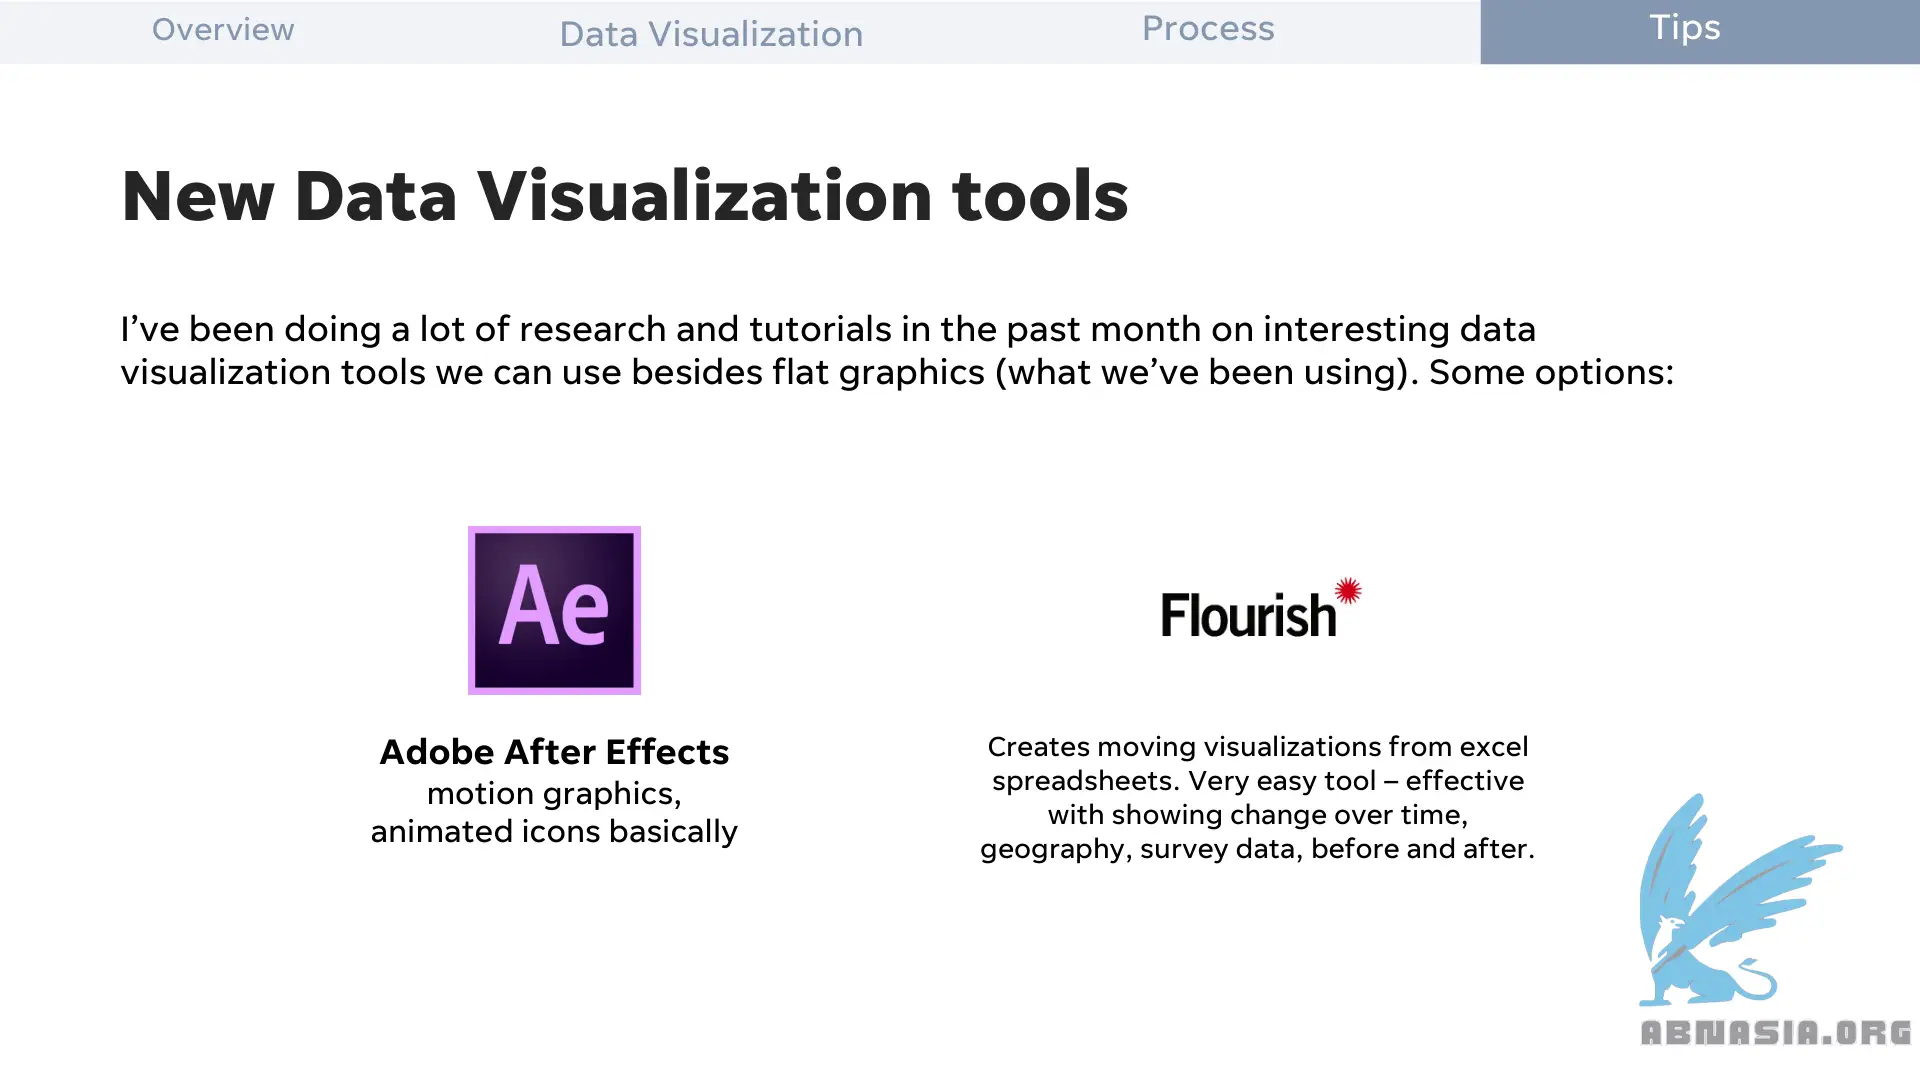 Overview
Data Visualization
Process
Tips
New Data Visualization tools
I’ve been doing a lot of research and tutorials in the past month on interesting data
visualization tools we can use besides flat graphics (what we’ve been using). Some options:
Ae
Flourish
Adobe After Effects
motion graphics,
animated icons basically
Creates moving visualizations from excel
spreadsheets. Very easy tool – effective
with showing change over time,
geography, survey data, before and after.
ABNASIA.ORG